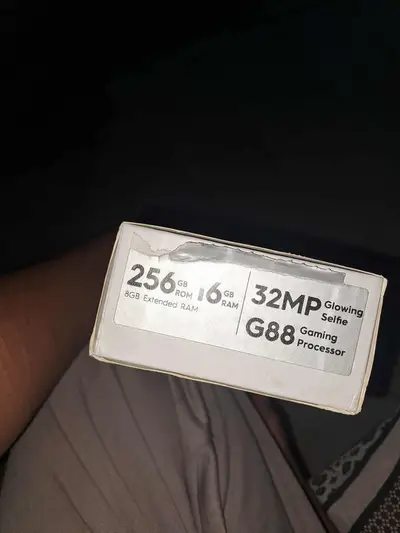 256 GB ROM 16 GB RAM
8GB Extended RAM
32MP Glowing Selfie
G88 Gaming Processor